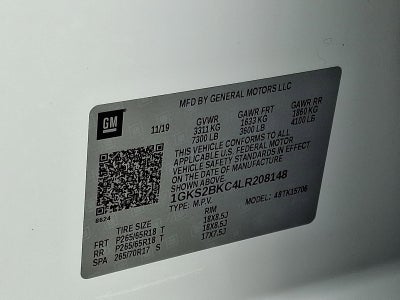 MFD BY GENERAL MOTORS LLC
GM
11/19 GVWR GAWR FRT GAWR RR
3311 KG 1633 KG 1860 KG
7300 LB 3600 LB 4100 LB
THIS VEHICLE CONFORMS TO ALL
APPLICABLE U.S. FEDERAL MOTOR
VEHICLE SAFETY STANDARDS IN EFFECT
ON THE DATE OF MANUFACTURE SHOWN ABOVE
1GKS2BKC4LR208148
8624 TYPE: M.P.V. MODEL: 48TK15706
TIRE SIZE RIM
FRT P265/65R18 T 18X8.5J
RR P265/65R18 T 18X8.5J
SPA 265/70R17 S 17X7.5J